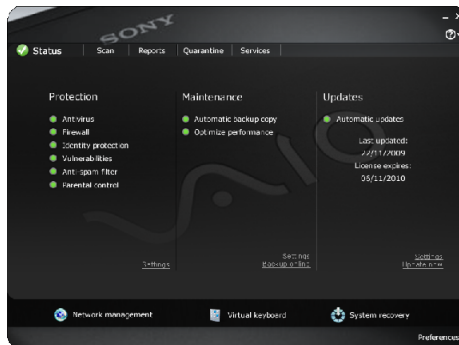 SONY
Status Scan Reports Quarantine Services
Protection
Antivirus
Firewall
Identity protection
Vulnerabilities
Anti-spam filter
Parental control
Settings
Maintenance
Automatic backup copy
Optimize performance
Settings
Backup online
Updates
Automatic updates
Last updated:
22/11/2009
License expires:
06/11/2010
Settings
Update now
VAIO
Network management Virtual keyboard System recovery
Preferences